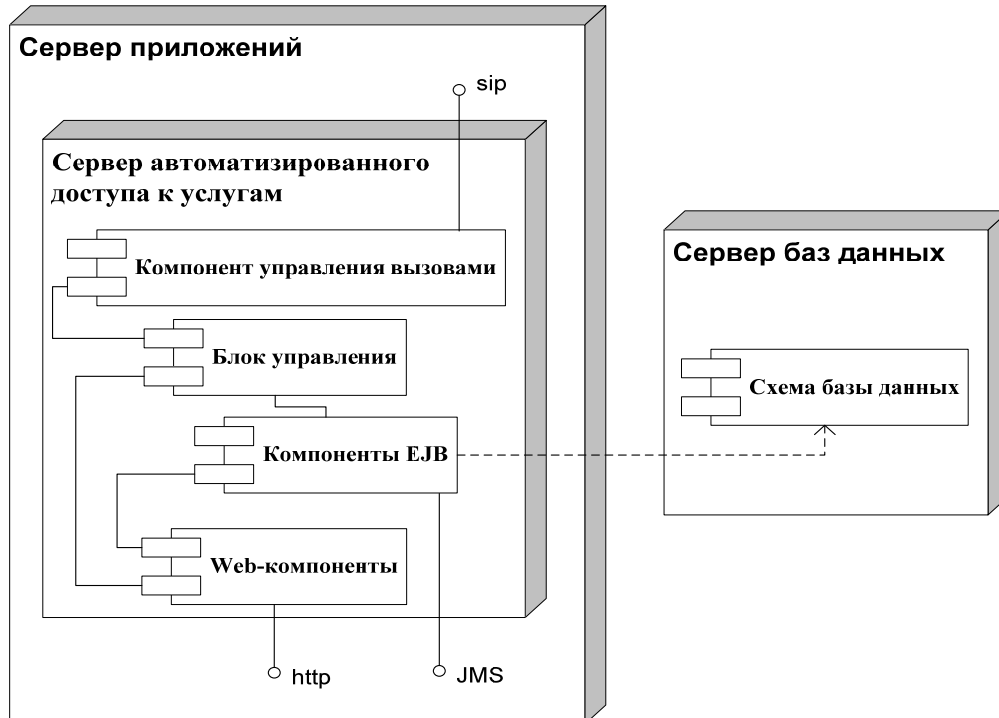 Сервер приложений
sip
Сервер автоматизированного
доступа к услугам
Компонент управления вызовами
Блок управления
Компоненты EJB
Web-компоненты
http
JMS
Сервер баз данных
Схема базы данных